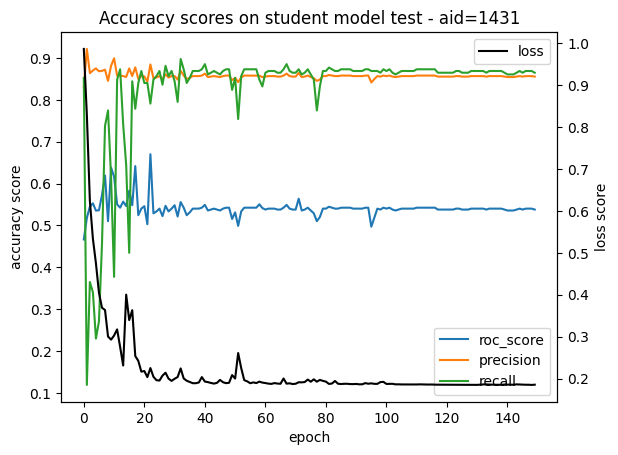 Accuracy scores on student model test - aid=1431
accuracy score
0.9
0.8
0.7
0.6
0.5
0.4
0.3
0.2
0.1
loss
1.0
0.9
0.8
0.7
0.6
0.5
0.4
0.3
0.2
loss score
roc_score
precision
recall
0 20 40 60 80 100 120 140
epoch